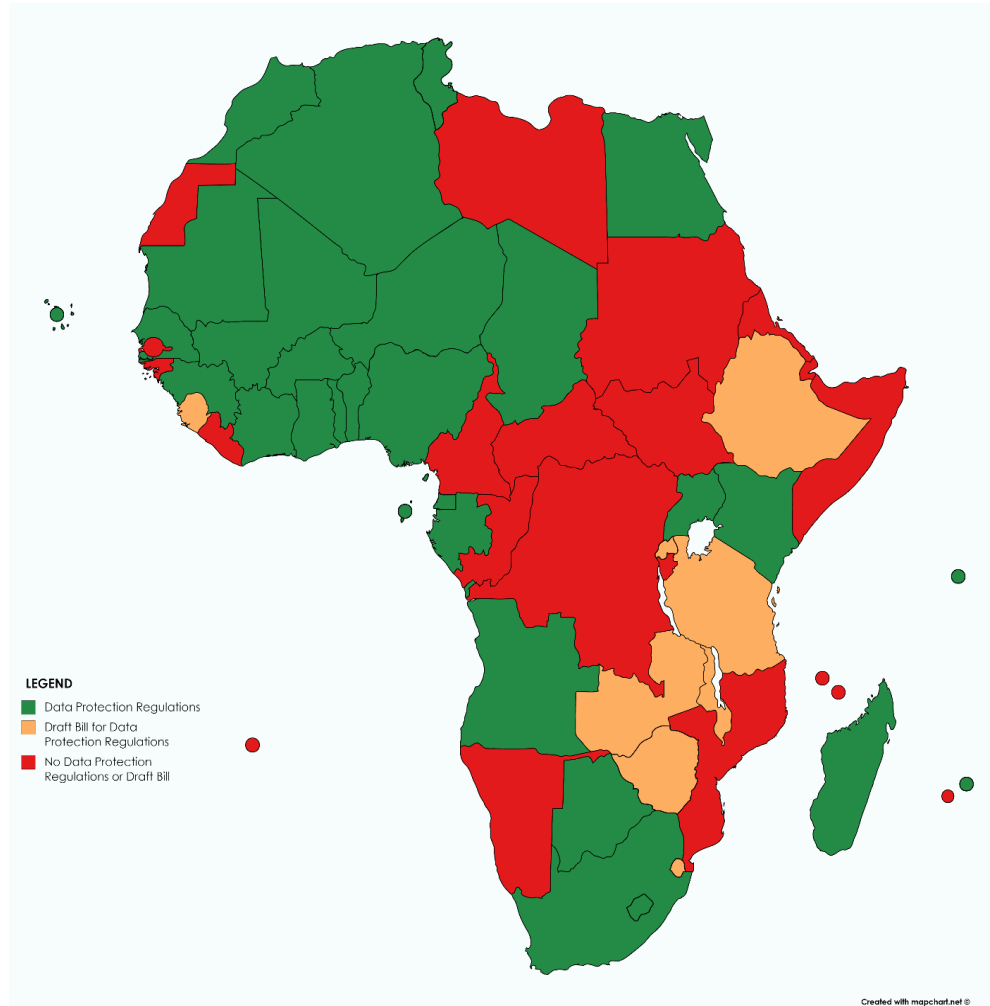 LEGEND
Data Protection Regulations
Draft Bill for Data
Protection Regulations
No Data Protection
Regulations or Draft Bill
Created with mapchart.net ©